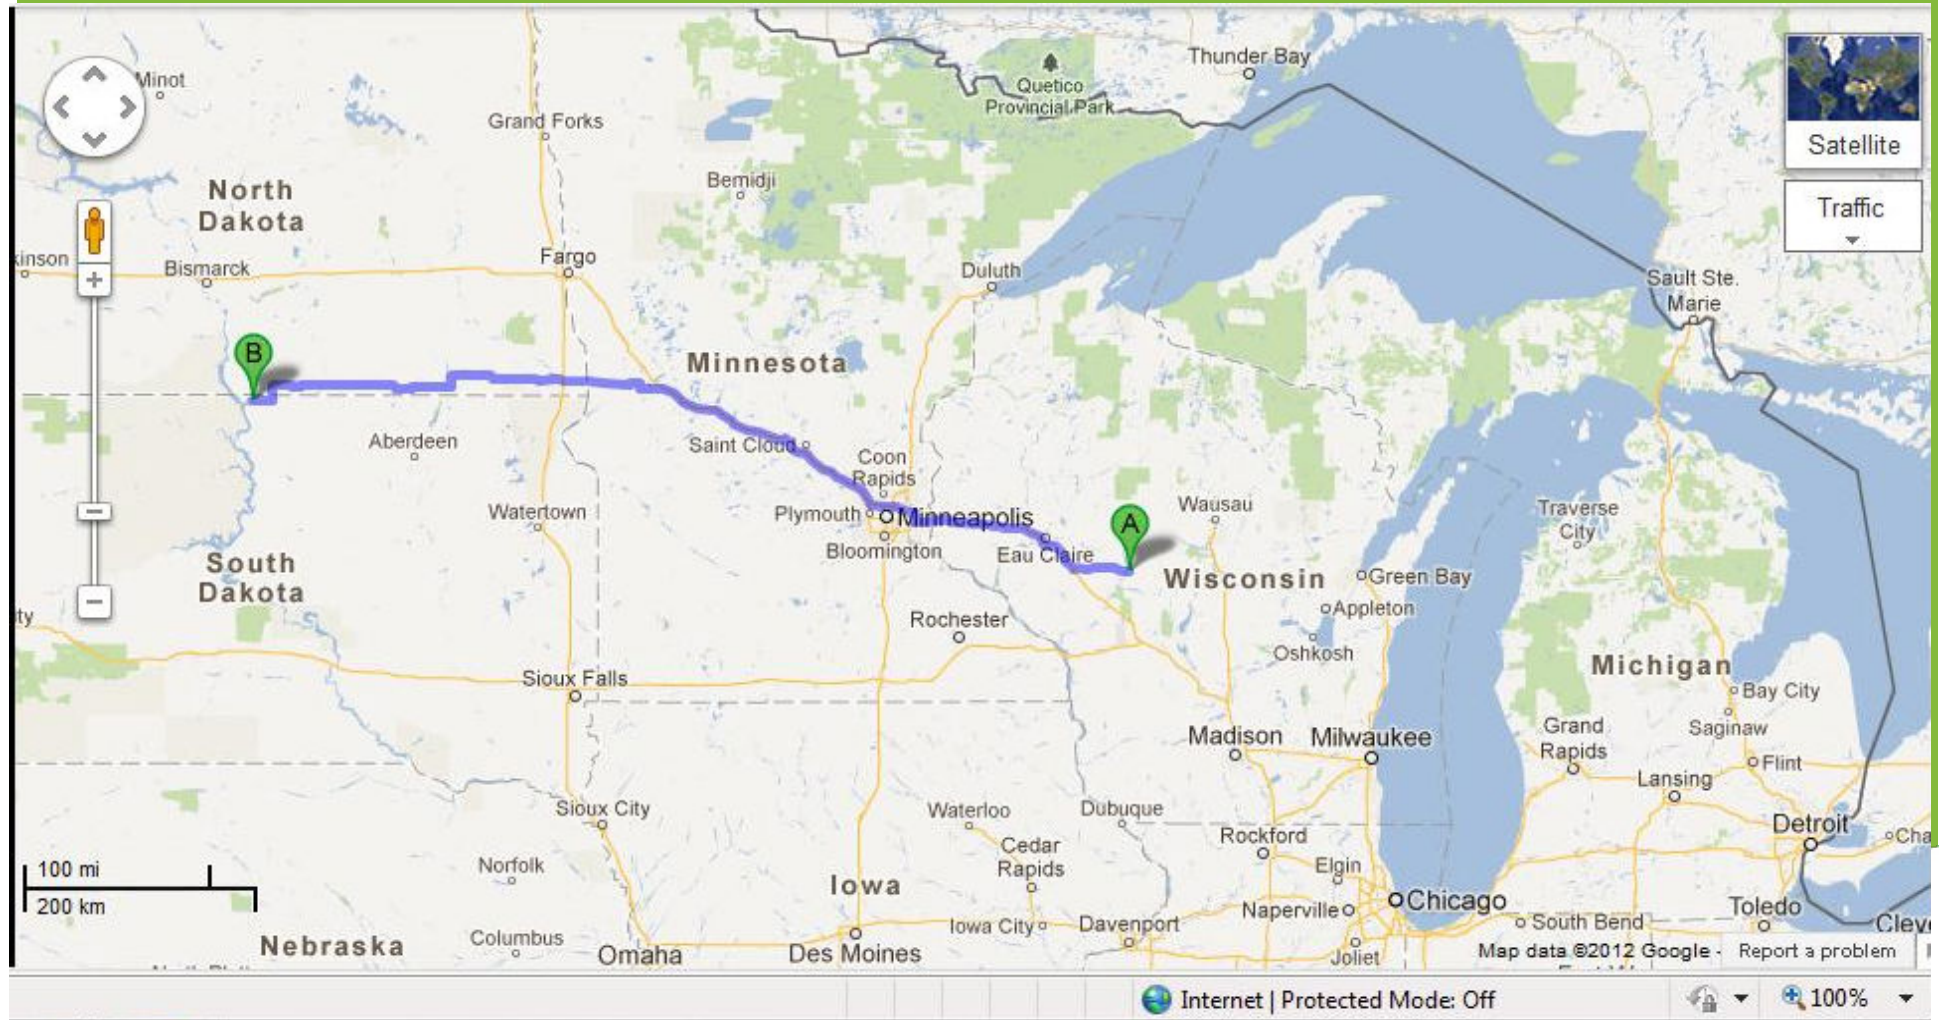 Thunder Bay
Minot
Quetico
Provincial Park
Grand Forks
Satellite
North
Dakota
Bemidji
Traffic
kinson
Bismarck
Fargo
Duluth
Sault Ste.
Marie
B
Minnesota
Aberdeen
Saint Cloud
Coon
Rapids
Watertown
Plymouth
Minneapolis
A
Wausau
Traverse
City
Bloomington
Eau Claire
South
Dakota
Wisconsin
Green Bay
Appleton
ity
Rochester
Oshkosh
Michigan
Sioux Falls
Bay City
Saginaw
Madison
Milwaukee
Grand
Rapids
Flint
Lansing
Sioux City
Waterloo
Dubuque
Detroit
Rockford
Cha
Cedar
Rapids
Elgin
100 mi
Norfolk
Iowa
200 km
Chicago
Naperville
Toledo
Iowa City
Davenport
South Bend
Cleve
Nebraska
Columbus
Omaha
Des Moines
Joliet
Map data ©2012 Google -
Report a problem
Internet | Protected Mode: Off
100%